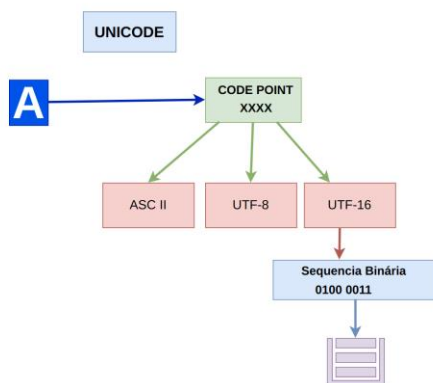 UNICODE
A
CODE POINT
XXXX
ASC II
UTF-8
UTF-16
Sequencia Binária
0100 0011